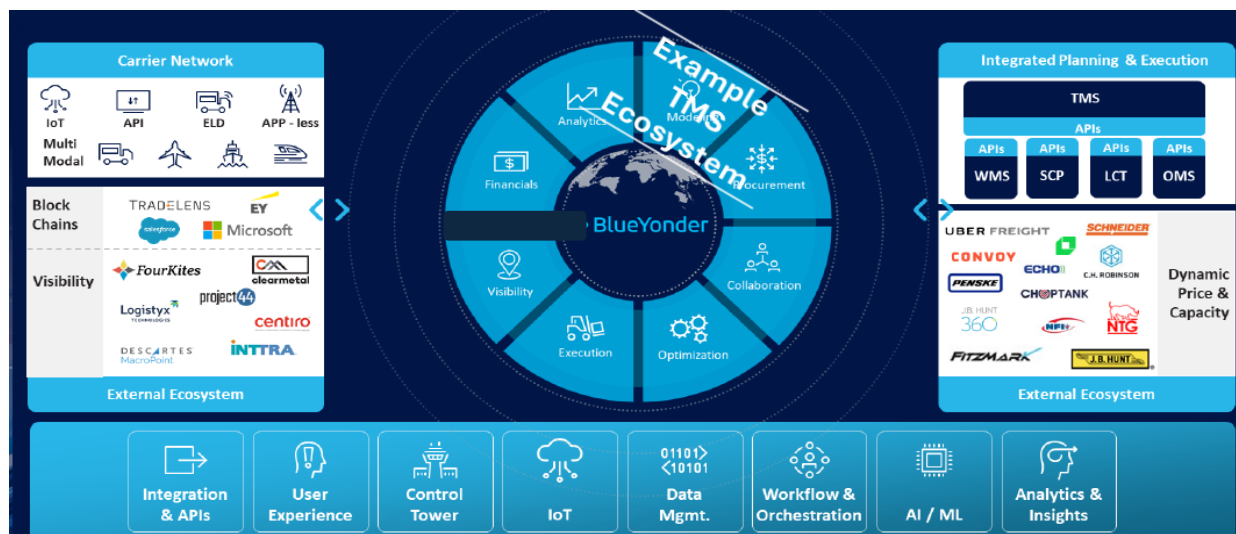 Carrier Network
IoT
API
ELD
APP - less
Multi
Modal
Block
Chains
TRADELENS
EY
salesforce
Microsoft
Visibility
FourKites
clearmetal
project44
Logistyx
TECHNOLOGIES
centiro
DESCARTES
MacroPoint
INTTRA
External Ecosystem
Example
TMS
Ecosystem
Analytics
Modeling
Financials
Procurement
BlueYonder
Visibility
Collaboration
Execution
Optimization
Integrated Planning & Execution
TMS
APIs
APIs
APIs
APIs
APIs
WMS
SCP
LCT
OMS
UBER FREIGHT
SCHNEIDER
CONVOY
ECHO
C.H. ROBINSON
PENSKE
CHOPTANK
J.B. HUNT
360
NFI
NTG
FITZMARK
J.B. HUNT
Dynamic
Price &
Capacity
External Ecosystem
Integration
& APIs
User
Experience
Control
Tower
IoT
01101>
<10101
Data
Mgmt.
Workflow &
Orchestration
AI / ML
Analytics &
Insights